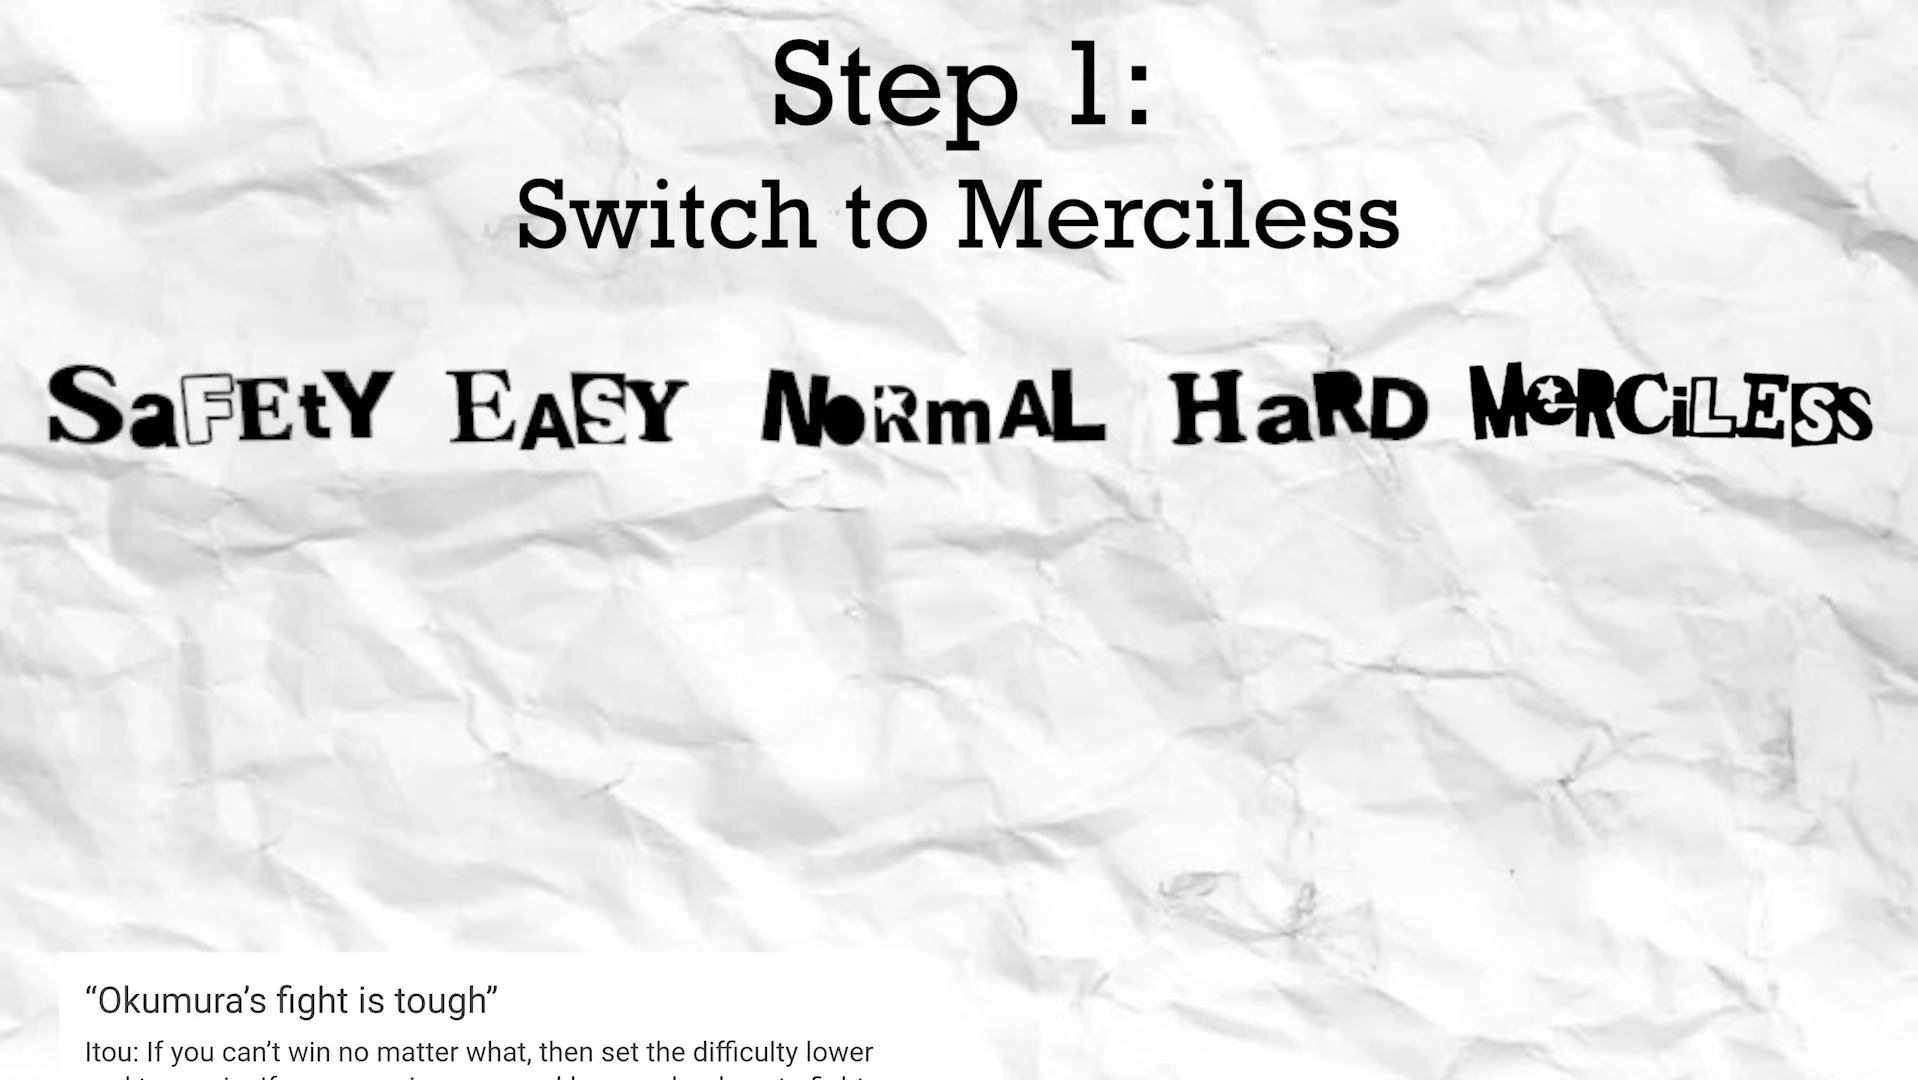 Step 1:
Switch to Merciless
SaFEtY EASY NoRmAL HaRD MeRCiLESS
“Okumura’s fight is tough”
Itou: If you can’t win no matter what, then set the difficulty lower